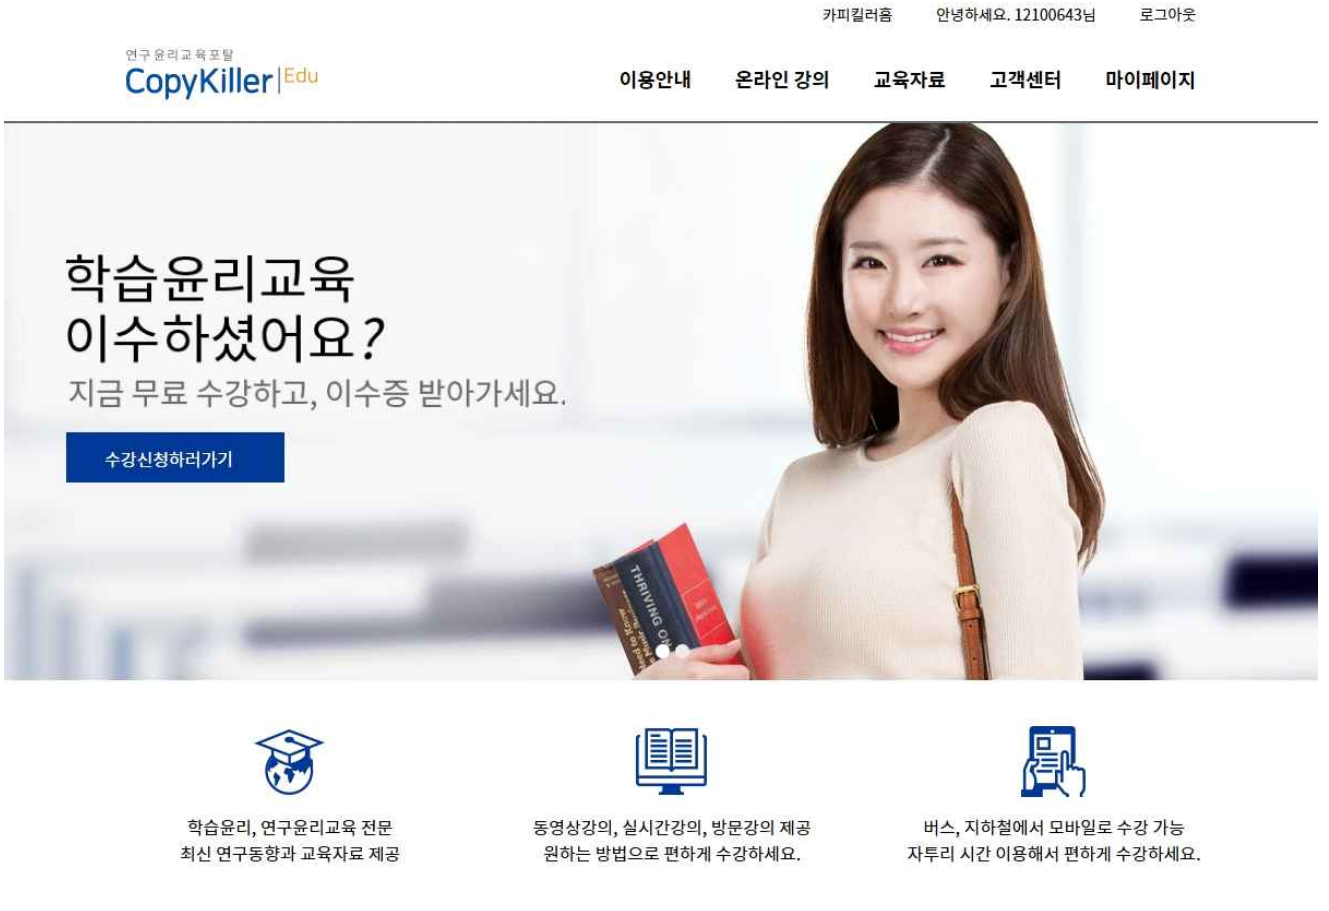 카피킬러홈 안녕하세요. 12100643님 로그아웃
연구윤리교육포탈
CopyKiller Edu
이용안내 온라인 강의 교육자료 고객센터 마이페이지
학습윤리교육
이수하셨어요?
지금 무료 수강하고, 이수증 받아가세요.
수강신청하러가기
THRIVING ON
Need to Know
학습윤리, 연구윤리교육 전문
최신 연구동향과 교육자료 제공
동영상강의, 실시간강의, 방문강의 제공
원하는 방법으로 편하게 수강하세요.
버스, 지하철에서 모바일로 수강 가능
자투리 시간 이용해서 편하게 수강하세요.